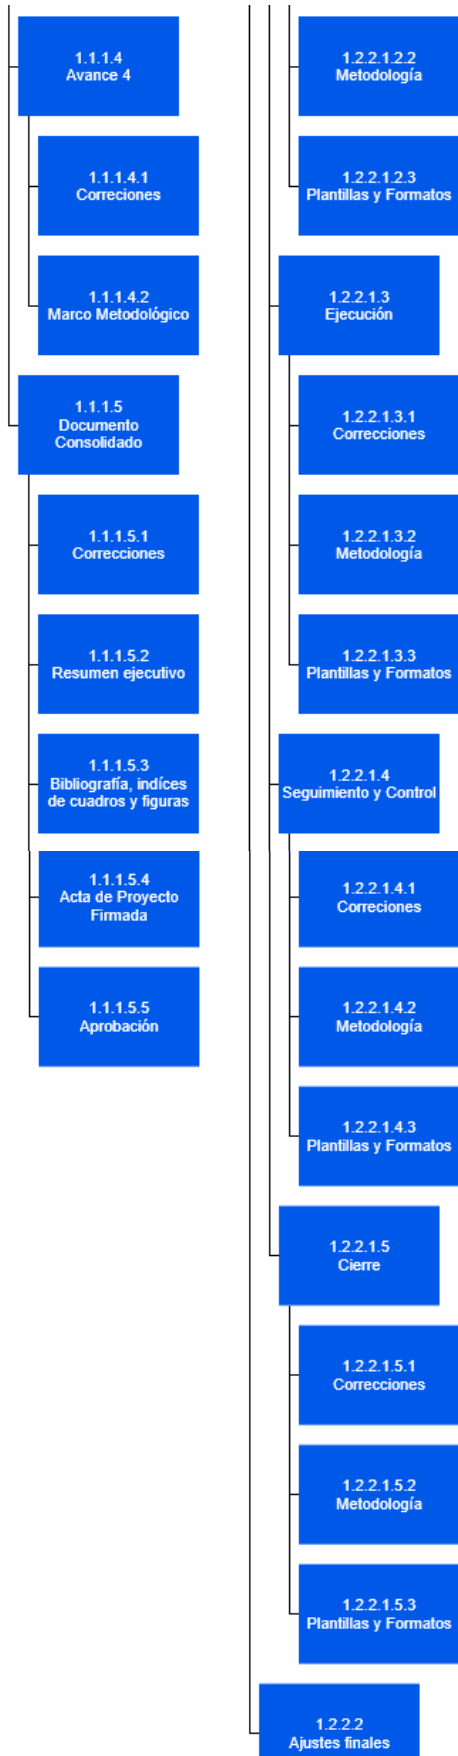 1.1.1.4
Avance 4
1.1.1.4.1
Correciones
1.1.1.4.2
Marco Metodológico
1.1.1.5
Documento
Consolidado
1.1.1.5.1
Correcciones
1.1.1.5.2
Resumen ejecutivo
1.1.1.5.3
Bibliografía, indíces
de cuadros y figuras
1.1.1.5.4
Acta de Proyecto
Firmada
1.1.1.5.5
Aprobación
1.2.2.1.2.2
Metodología
1.2.2.1.2.3
Plantillas y Formatos
1.2.2.1.3
Ejecución
1.2.2.1.3.1
Correcciones
1.2.2.1.3.2
Metodología
1.2.2.1.3.3
Plantillas y Formatos
1.2.2.1.4
Seguimiento y Control
1.2.2.1.4.1
Correciones
1.2.2.1.4.2
Metodología
1.2.2.1.4.3
Plantillas y Formatos
1.2.2.1.5
Cierre
1.2.2.1.5.1
Correcciones
1.2.2.1.5.2
Metodología
1.2.2.1.5.3
Plantillas y Formatos
1.2.2.2
Ajustes finales